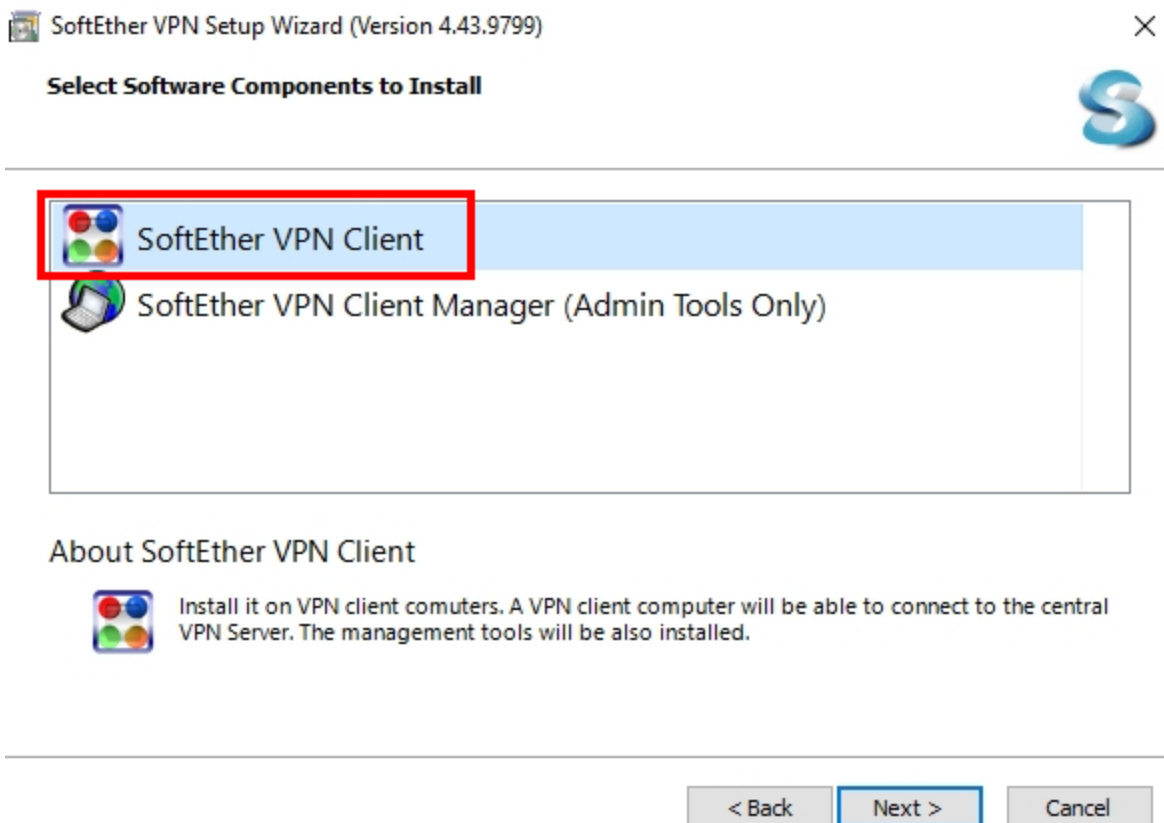 SoftEther VPN Setup Wizard (Version 4.43.9799)
Select Software Components to Install
SoftEther VPN Client
SoftEther VPN Client Manager (Admin Tools Only)
About SoftEther VPN Client
Install it on VPN client comuters. A VPN client computer will be able to connect to the central
VPN Server. The management tools will be also installed.
< Back
Next >
Cancel